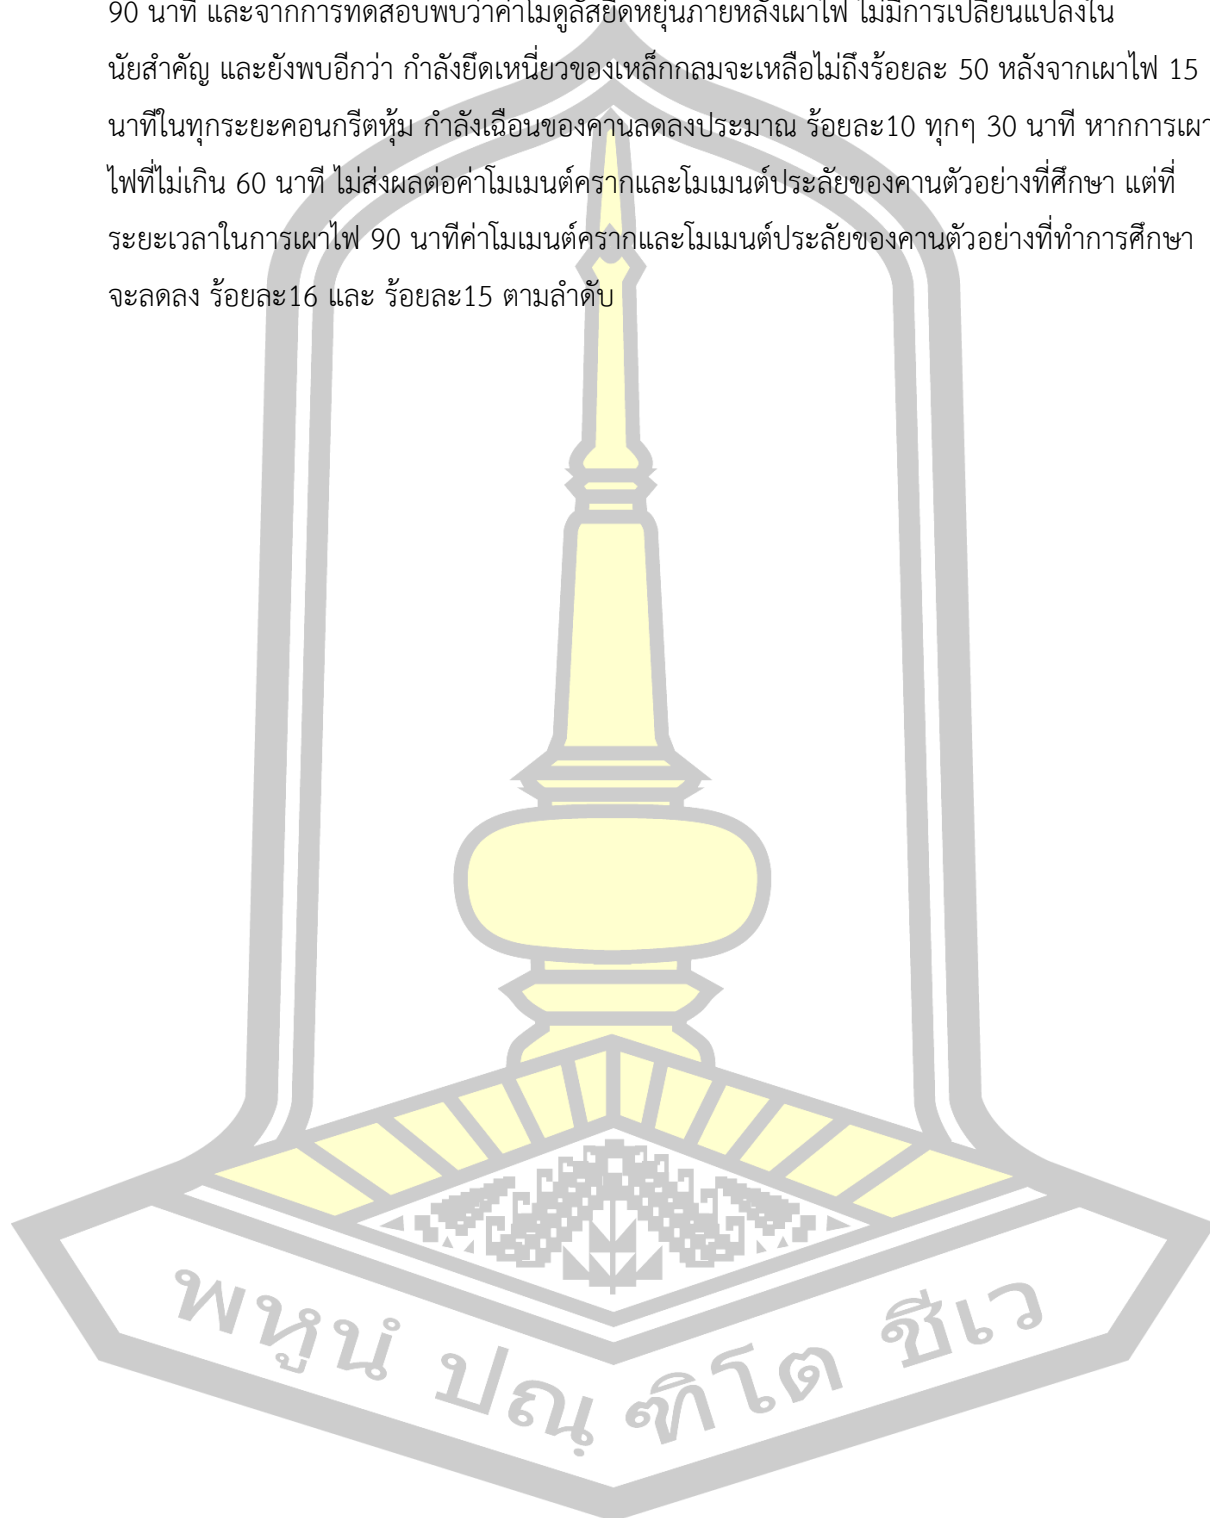 90 นาที และจากการทดสอบพบว่าค่าโมดูลัสยืดหยุ่นภายหลังเผาไฟ ไม่มีการเปลี่ยนแปลงใน
นัยสำคัญ และยังพบอีกว่า กำลังยึดเหนี่ยวของเหล็กกลมจะเหลือไม่ถึงร้อยละ 50 หลังจากเผาไฟ 15
นาทีในทุกระยะคอนกรีตหุ้ม กำลังเฉือนของคานลดลงประมาณ ร้อยละ10 ทุกๆ 30 นาที หากการเผา
ไฟที่ไม่เกิน 60 นาที ไม่ส่งผลต่อค่าโมเมนต์ครากและโมเมนต์ประลัยของคานตัวอย่างที่ศึกษา แต่ที่
ระยะเวลาในการเผาไฟ 90 นาทีค่าโมเมนต์ครากและโมเมนต์ประลัยของคานตัวอย่างที่ทำการศึกษา
จะลดลง ร้อยละ16 และ ร้อยละ15 ตามลำดับ
พหูนํ ปณฺฑิโต ชีเว